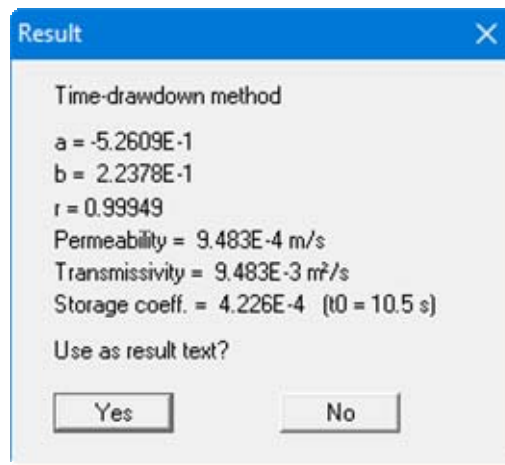 Result
Time-drawdown method
a = -5.2609E-1
b = 2.2378E-1
r = 0.99949
Permeability = 9.483E-4 m/s
Transmissivity = 9.483E-3 m²/s
Storage coeff. = 4.226E-4 (t0 = 10.5 s)
Use as result text?
Yes No